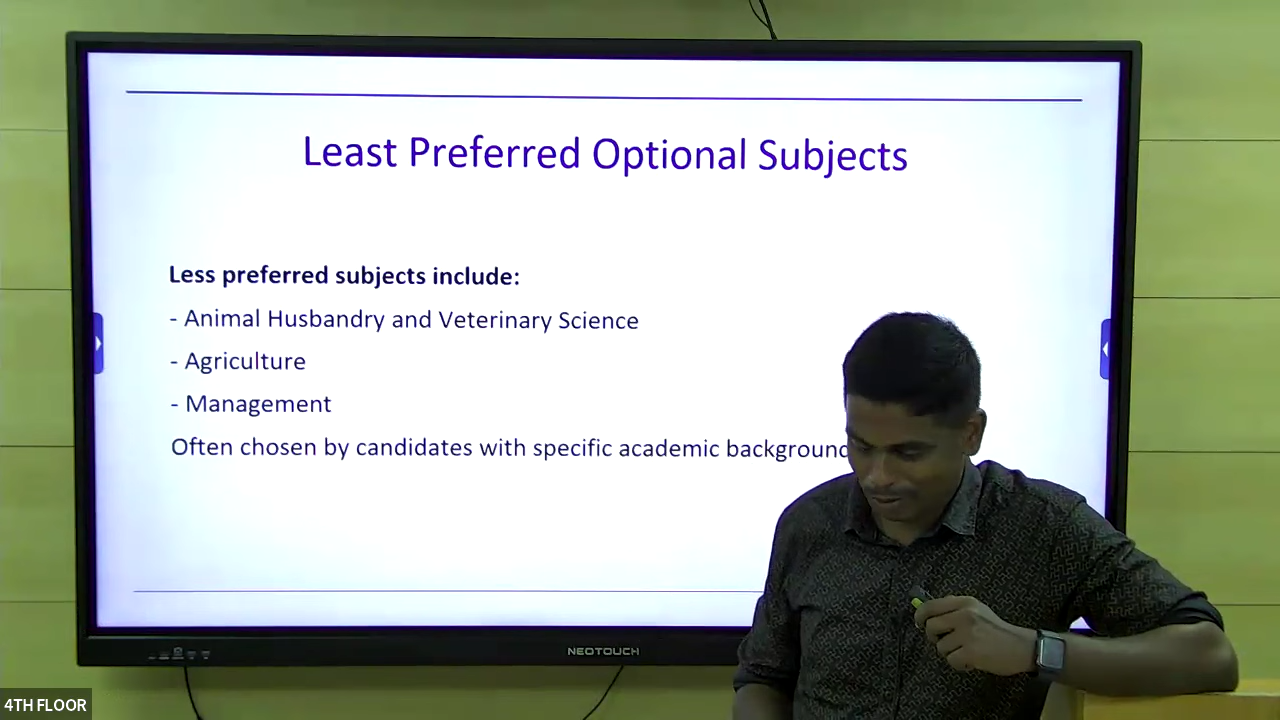 Least Preferred Optional Subjects
Less preferred subjects include:
- Animal Husbandry and Veterinary Science
- Agriculture
- Management
Often chosen by candidates with specific academic background
NEOTOUCH
4TH FLOOR